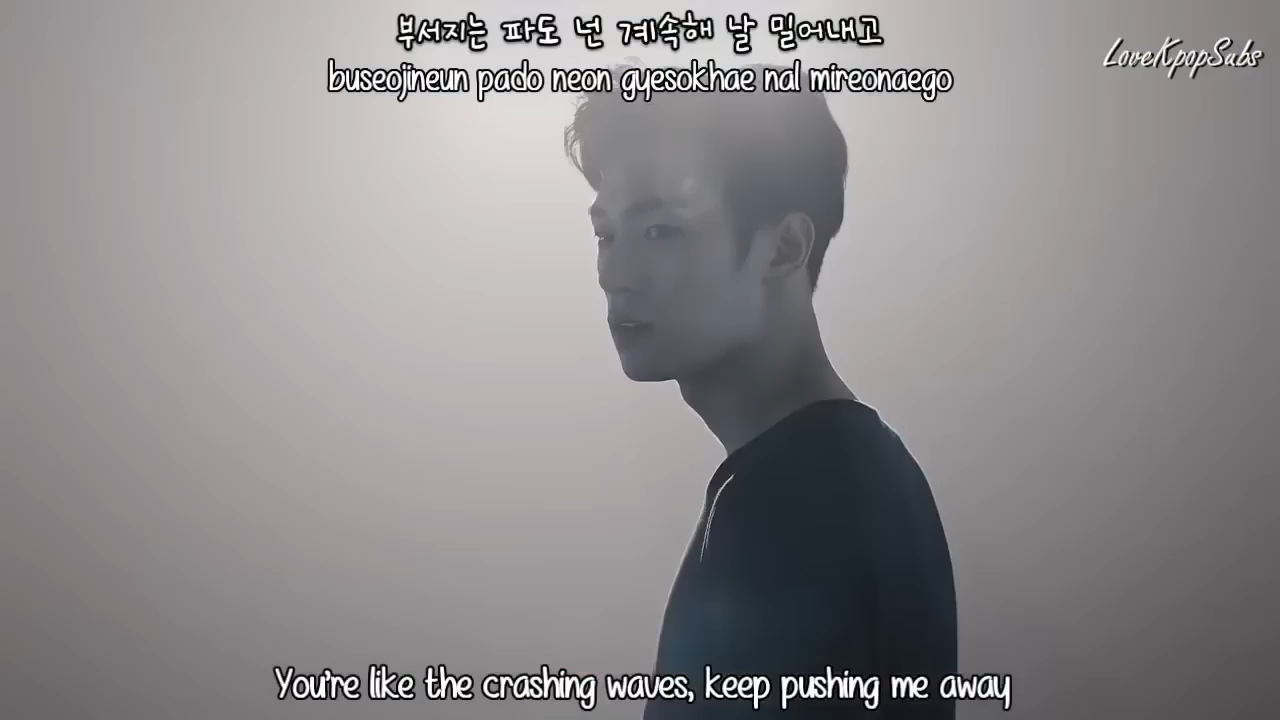 부서지는 파도 넌 계속해 날 밀어내고
LoveKpopSubs
buseojineun pado neon gyesokhae nal mireonaego
You're like the crashing waves, keep pushing me away